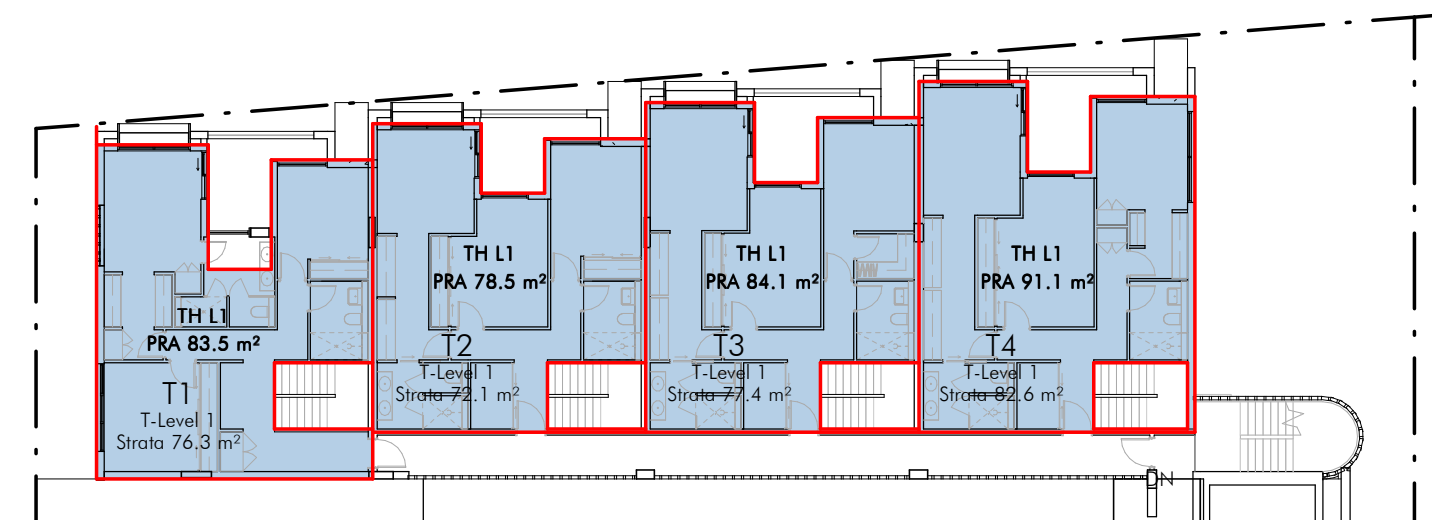 TH L1
PRA 83.5 m²
T1
T-Level 1
Strata 76.3 m²
TH L1
PRA 78.5 m²
T2
T-Level 1
Strata 72.1 m²
TH L1
PRA 84.1 m²
T3
T-Level 1
Strata 77.4 m²
TH L1
PRA 91.1 m²
T4
T-Level 1
Strata 82.6 m²
DN